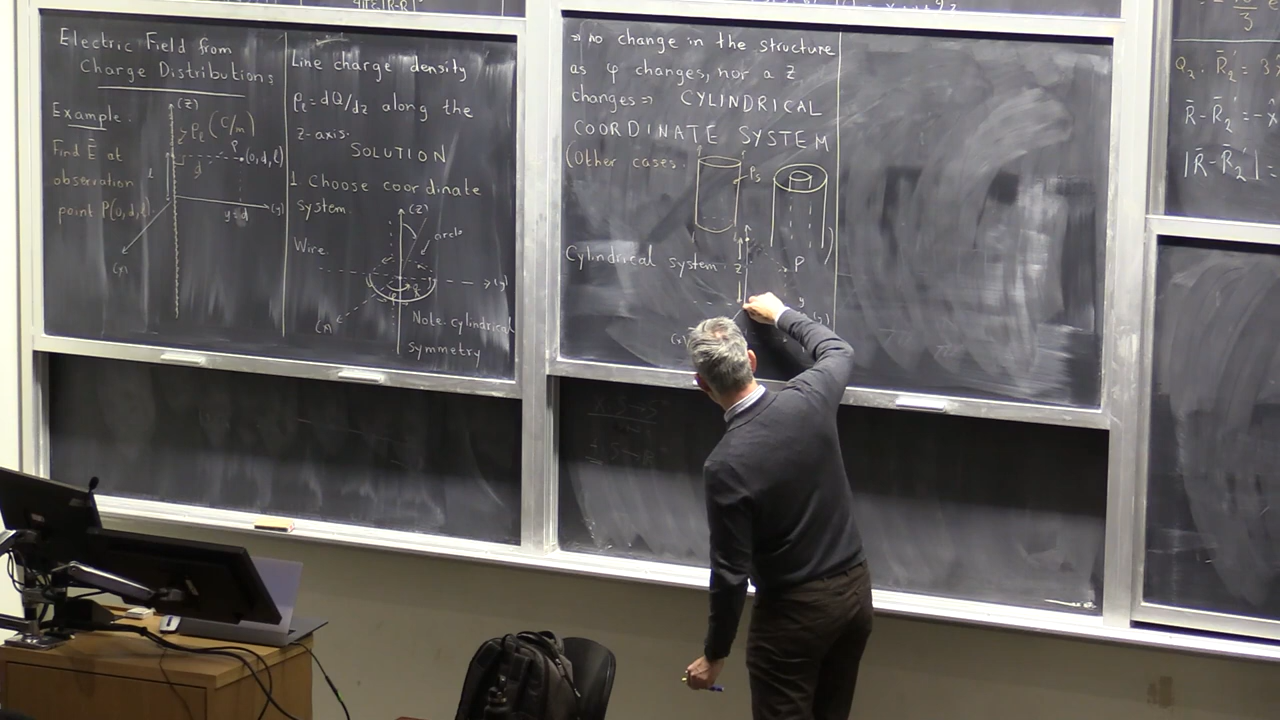 Electric Field from
Charge Distributions
Example:
Find E̅ at
observation
point P(0,d,l)
(z)
ρℓ (C/m)
P
(0,d,l)
d
l
(y)
y=d
(x)
Line charge density
ρℓ=dQ/dz along the
z-axis.
SOLUTION
1. Choose coordinate
System.
Wire
(z)
(y)
(x)
Note. cylindrical
symmetry
⇒ no change in the structure
as φ changes, nor a z
changes ⇒ CYLINDRICAL
COORDINATE SYSTEM
(Other cases.
ρs
)
Cylindrical system.
z
P
y
(y)
(x)
3
Q2 ·
R̅-R̅2' = -x
|R̅-R̅2'| =